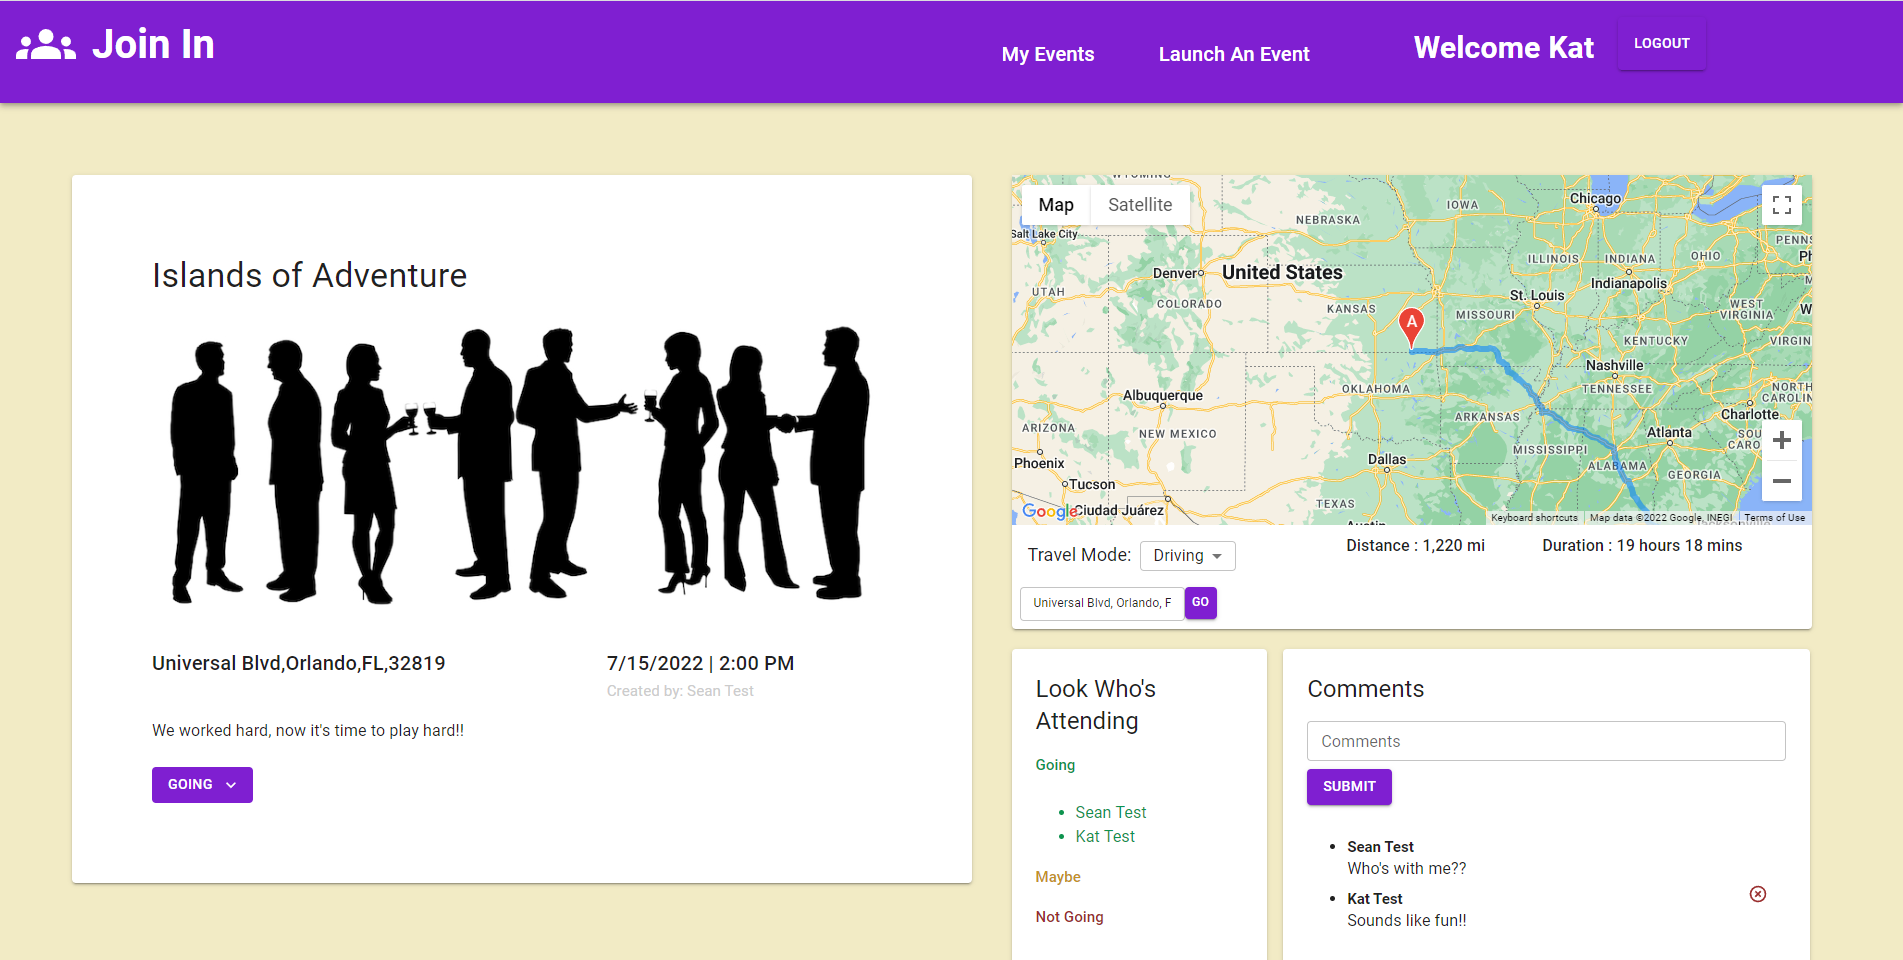 Join In
My Events
Launch An Event
Welcome Kat
LOGOUT
Islands of Adventure
Universal Blvd,Orlando,FL,32819
7/15/2022 | 2:00 PM
Created by: Sean Test
We worked hard, now it's time to play hard!!
GOING
WYOMING
Map
Satellite
Salt Lake City
NEBRASKA
IOWA
Chicago
PENNS
Denver
United States
ILLINOIS
INDIANA
OHIO
Indianapolis
UTAH
COLORADO
St. Louis
WEST
VIRGINIA
KANSAS
A
MISSOURI
KENTUCKY
VIRGIN
Nashville
TENNESSEE
OKLAHOMA
NORTH
CAROLIN
Albuquerque
ARKANSAS
Charlotte
ARIZONA
NEW MEXICO
Atlanta
SOU
CARO
MISSISSIPPI
Dallas
ALABAMA
GEORGIA
Phoenix
Tucson
TEXAS
Ciudad Juárez
Google
Austin
Jacksonville
Keyboard shortcuts
Map data ©2022 Google, INEGI
Terms of Use
Travel Mode:
Driving
Distance : 1,220 mi
Duration : 19 hours 18 mins
Universal Blvd, Orlando, F
GO
Look Who's
Attending
Going
Sean Test
Kat Test
Maybe
Not Going
Comments
Comments
SUBMIT
Sean Test
Who's with me??
Kat Test
Sounds like fun!!